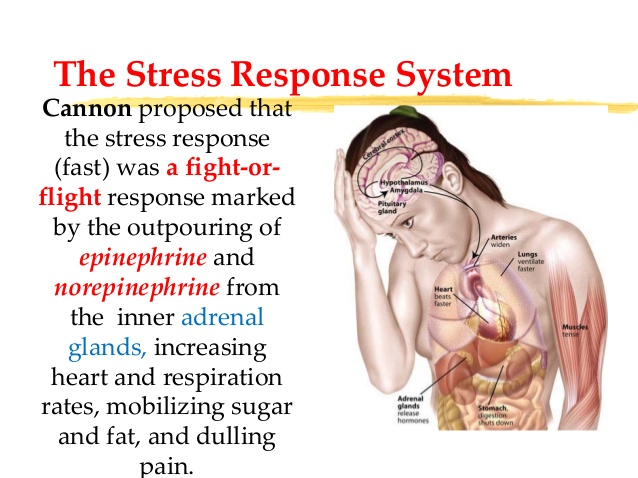 The Stress Response System
Cannon proposed that
the stress response
(fast) was a fight-or-
flight response marked
by the outpouring of
epinephrine and
norepinephrine from
the inner adrenal
glands, increasing
heart and respiration
rates, mobilizing sugar
and fat, and dulling
pain.
Cerebral cortex
Hypothalamus
Amygdala
Pituitary
gland
Arteries
widen
Lungs
ventilate
faster
Heart
beats
faster
Muscles
tense
Adrenal
glands
release
hormones
Stomach,
digestion
shuts down